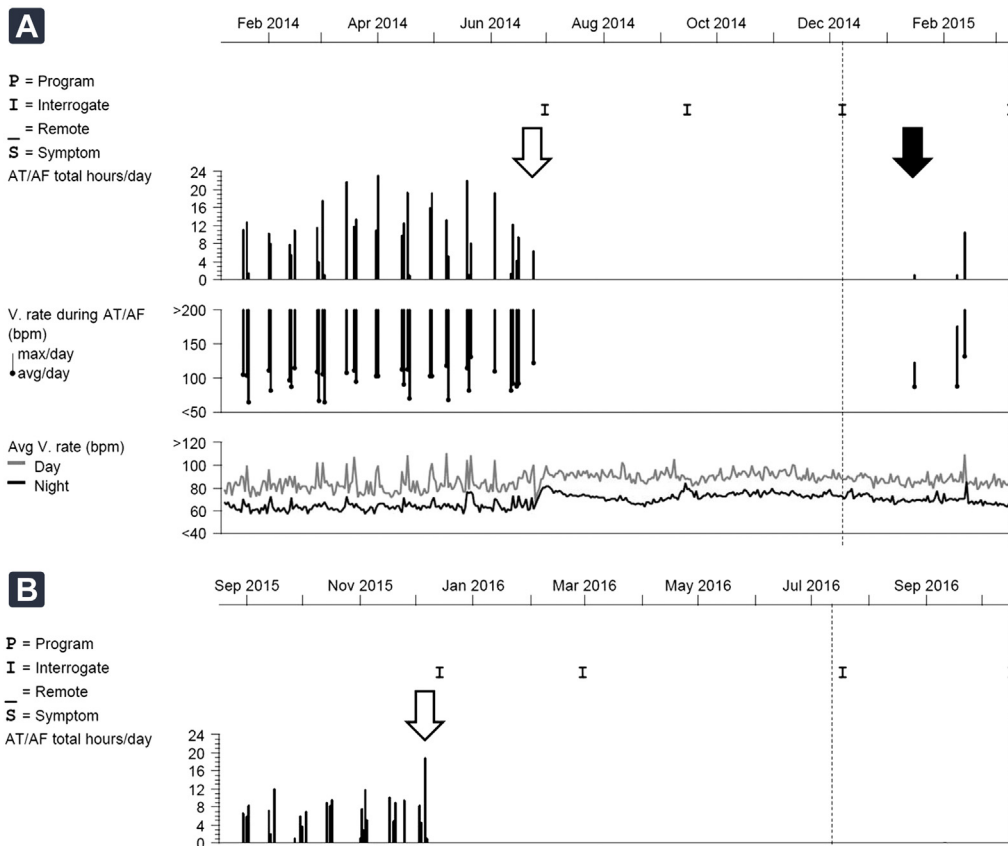 A
Feb 2014 Apr 2014 Jun 2014 Aug 2014 Oct 2014 Dec 2014 Feb 2015
P = Program
I = Interrogate
_ = Remote
S = Symptom
I I I
AT/AF total hours/day
24
20
16
12
8
4
0
V. rate during AT/AF
(bpm)
max/day
avg/day
>200
150
100
<50
Avg V. rate (bpm)
Day
Night
>120
100
80
60
<40
B
Sep 2015 Nov 2015 Jan 2016 Mar 2016 May 2016 Jul 2016 Sep 2016
P = Program
I = Interrogate
_ = Remote
S = Symptom
I I I
AT/AF total hours/day
24
20
16
12
8
4
0